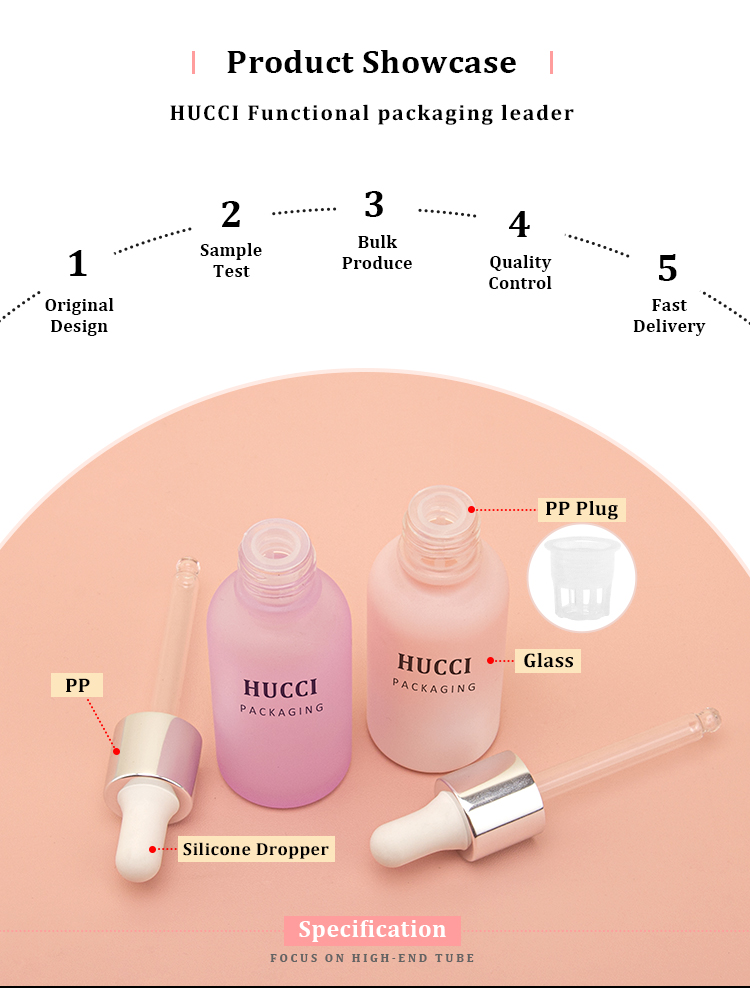 Product Showcase
HUCCI Functional packaging leader
1
Original
Design
2
Sample
Test
3
Bulk
Produce
4
Quality
Control
5
Fast
Delivery
PP Plug
HUCCI
PACKAGING
Glass
HUCCI
PACKAGING
PP
Silicone Dropper
Specification
FOCUS ON HIGH-END TUBE